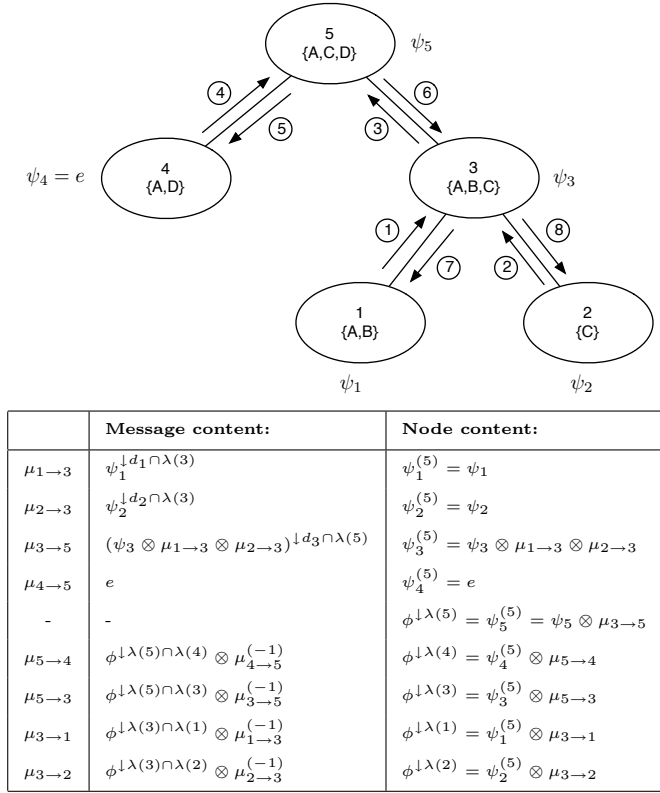 5
{A,C,D}
ψ₅
④
⑥
⑤
③
ψ₄ = e
4
{A,D}
3
{A,B,C}
ψ₃
①
⑧
⑦
②
1
{A,B}
2
{C}
ψ₁
ψ₂
Message content: Node content:
μ₁→₃ ψ₁^{↓d₁∩λ(3)} ψ₁^{(5)} = ψ₁
μ₂→₃ ψ₂^{↓d₂∩λ(3)} ψ₂^{(5)} = ψ₂
μ₃→₅ (ψ₃ ⊗ μ₁→₃ ⊗ μ₂→₃)^{↓d₃∩λ(5)} ψ₃^{(5)} = ψ₃ ⊗ μ₁→₃ ⊗ μ₂→₃
μ₄→₅ e ψ₄^{(5)} = e
- - φ^{↓λ(5)} = ψ₅^{(5)} = ψ₅ ⊗ μ₃→₅
μ₅→₄ φ^{↓λ(5)∩λ(4)} ⊗ μ₄→₅^{(-1)} φ^{↓λ(4)} = ψ₄^{(5)} ⊗ μ₅→₄
μ₅→₃ φ^{↓λ(5)∩λ(3)} ⊗ μ₃→₅^{(-1)} φ^{↓λ(3)} = ψ₃^{(5)} ⊗ μ₅→₃
μ₃→₁ φ^{↓λ(3)∩λ(1)} ⊗ μ₁→₃^{(-1)} φ^{↓λ(1)} = ψ₁^{(5)} ⊗ μ₃→₁
μ₃→₂ φ^{↓λ(3)∩λ(2)} ⊗ μ₂→₃^{(-1)} φ^{↓λ(2)} = ψ₂^{(5)} ⊗ μ₃→₂